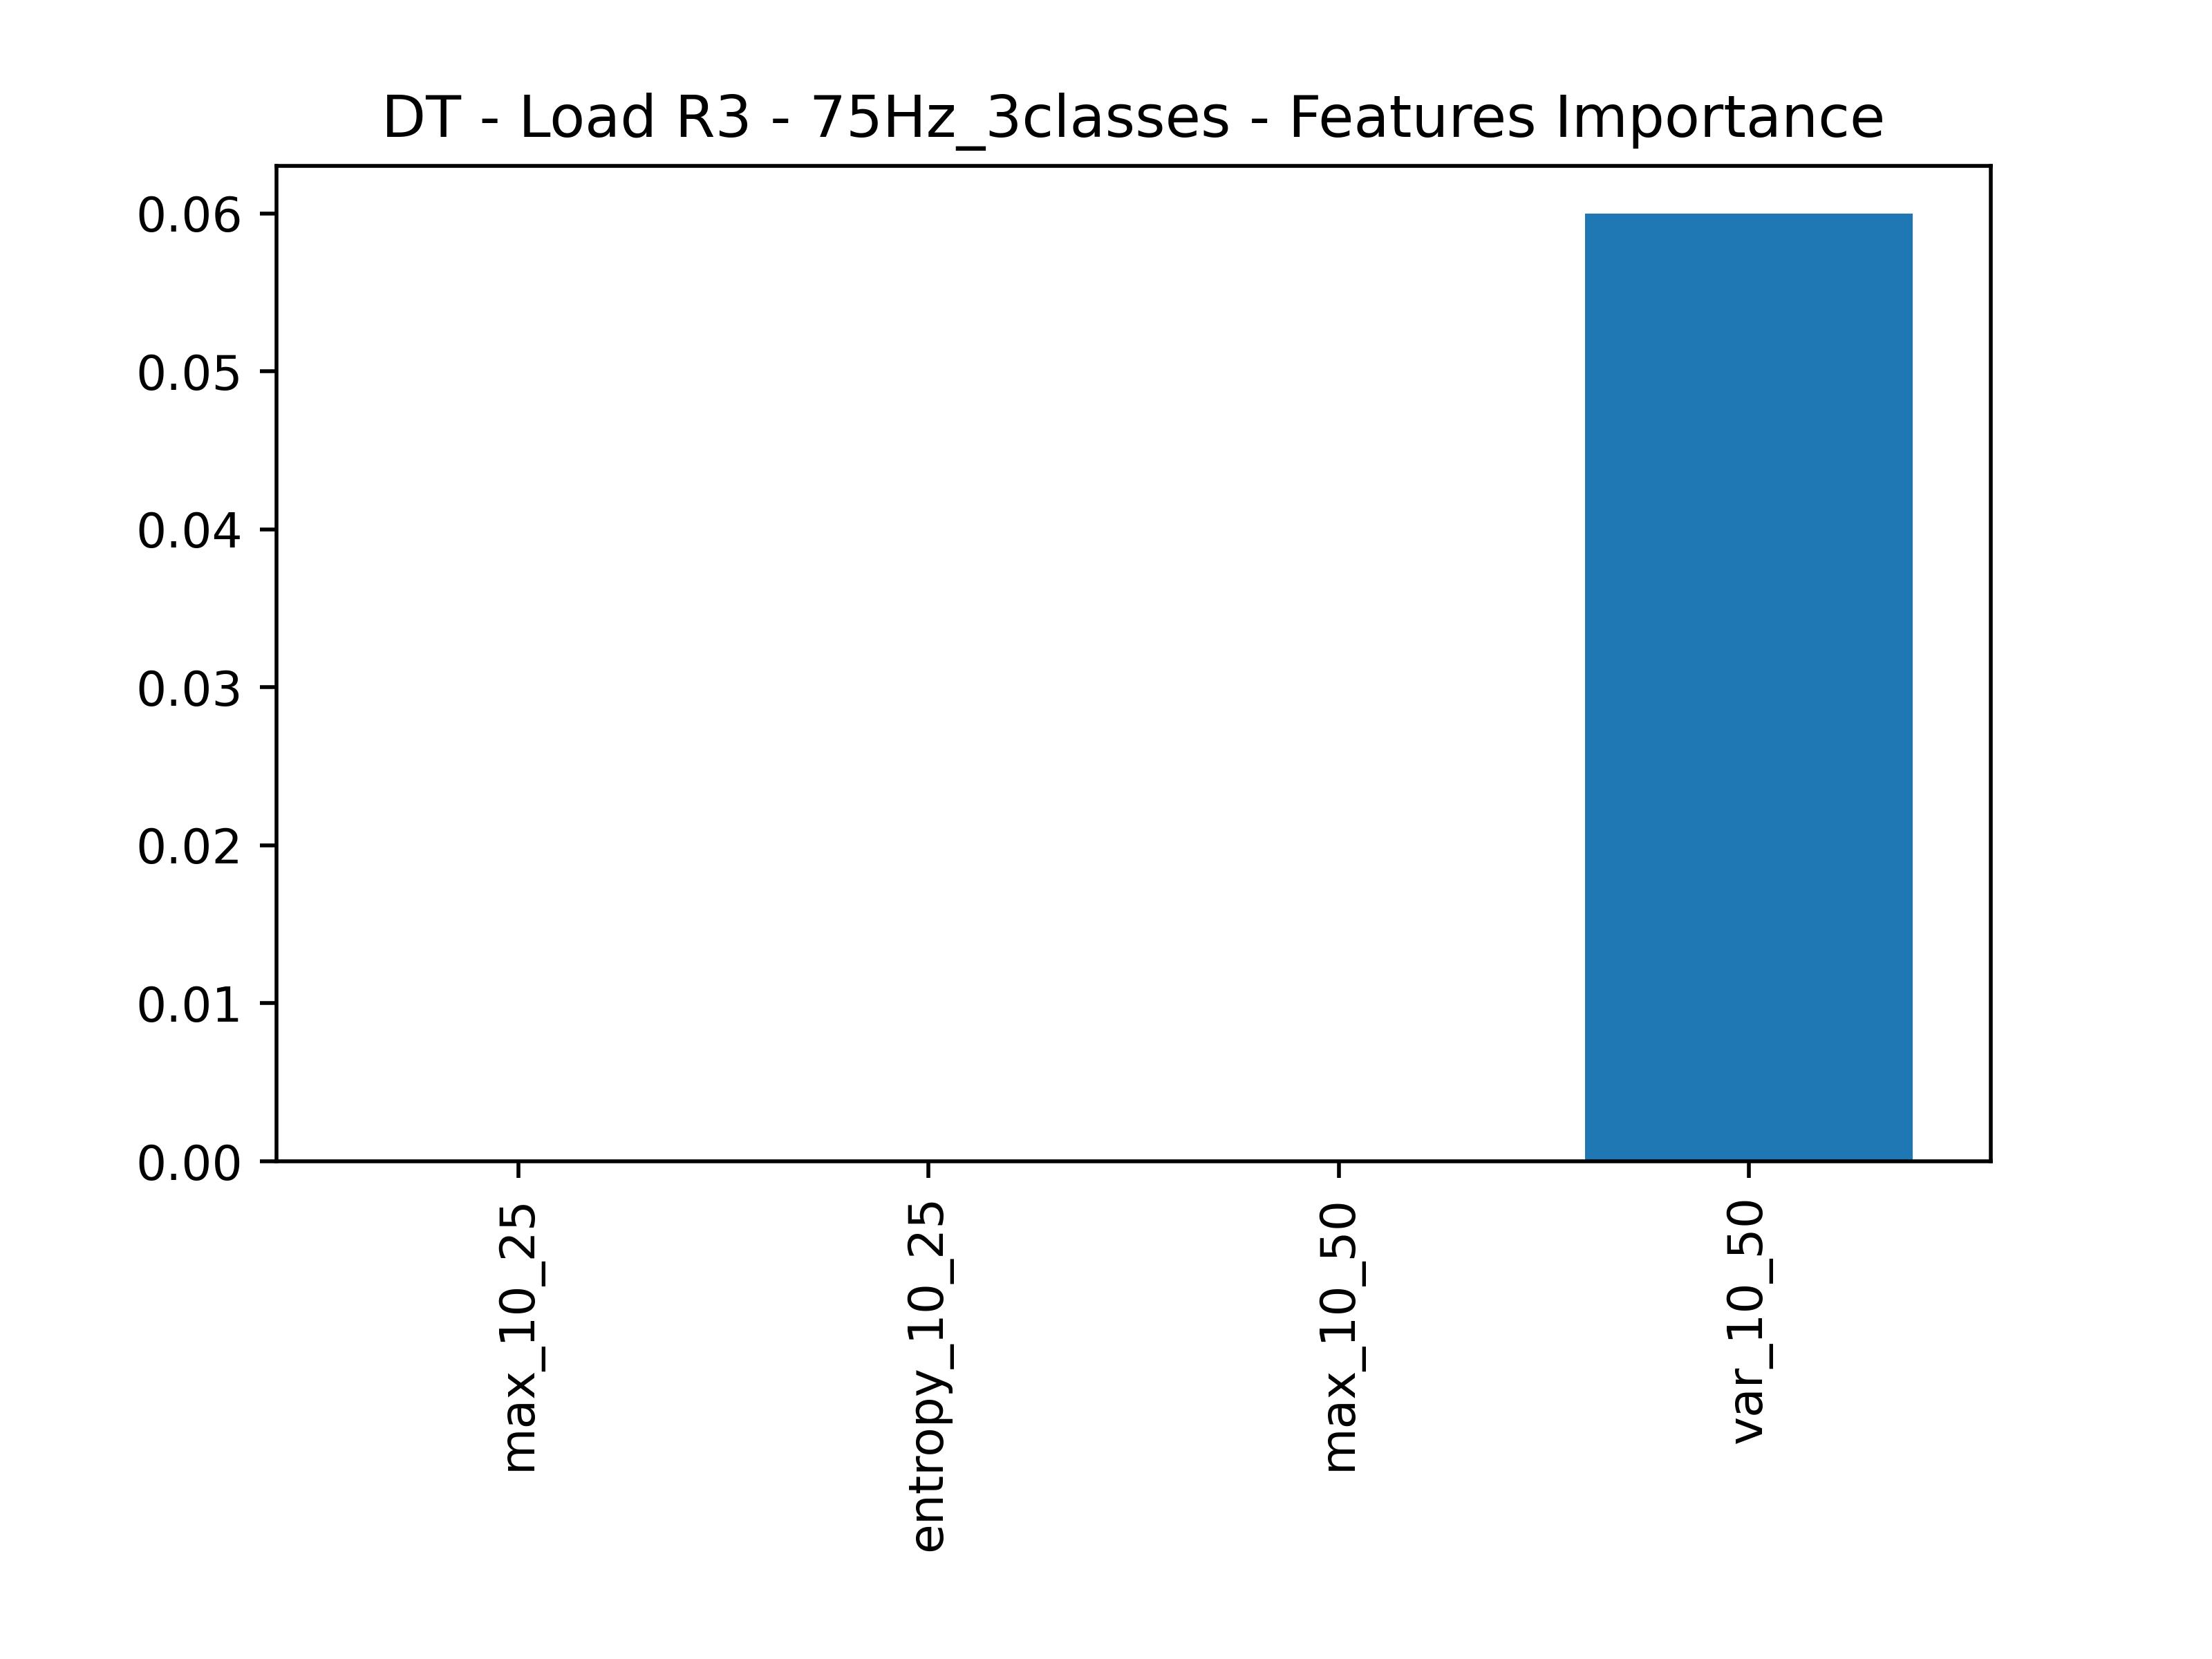 DT - Load R3 - 75Hz_3classes - Features Importance
0.06
0.05
0.04
0.03
0.02
0.01
0.00
max_10_25
entropy_10_25
max_10_50
var_10_50